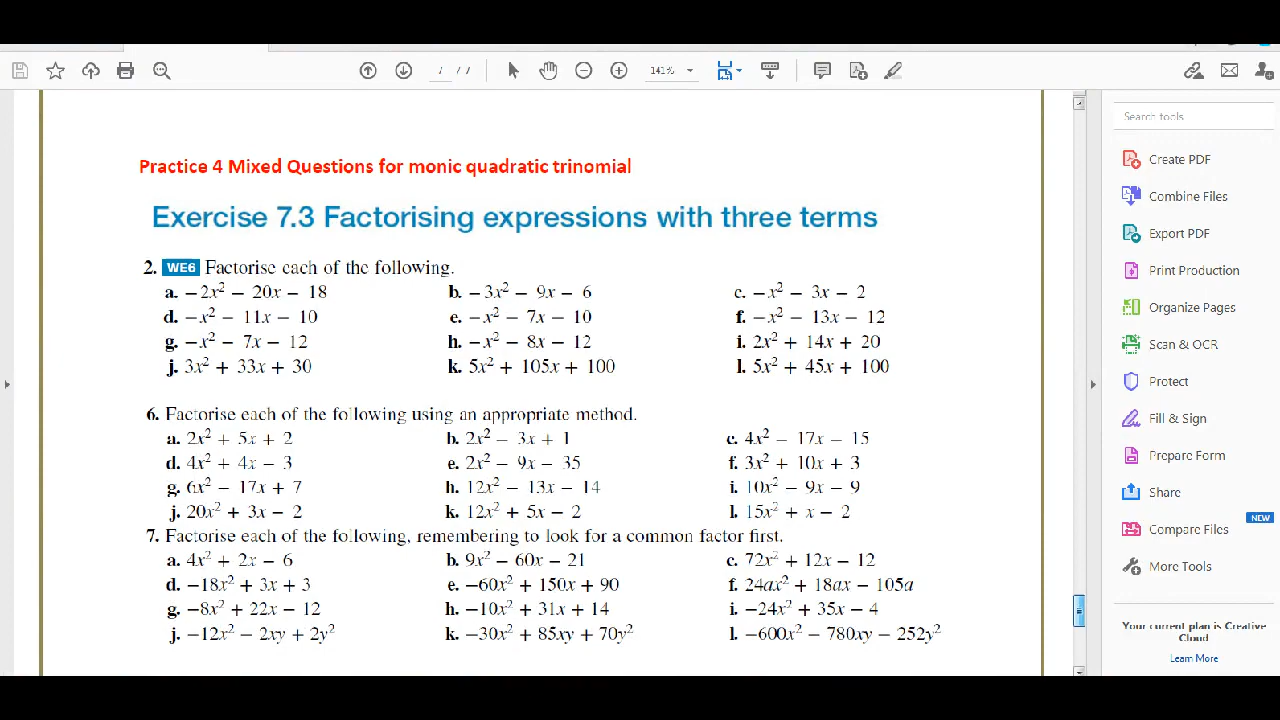 / / 7
141%
Search tools
Practice 4 Mixed Questions for monic quadratic trinomial
Exercise 7.3 Factorising expressions with three terms
2. WE6 Factorise each of the following.
a. −2x² − 20x − 18 b. −3x² − 9x − 6 c. −x² − 3x − 2
d. −x² − 11x − 10 e. −x² − 7x − 10 f. −x² − 13x − 12
g. −x² − 7x − 12 h. −x² − 8x − 12 i. 2x² + 14x + 20
j. 3x² + 33x + 30 k. 5x² + 105x + 100 l. 5x² + 45x + 100
6. Factorise each of the following using an appropriate method.
a. 2x² + 5x + 2 b. 2x² − 3x + 1 c. 4x² − 17x − 15
d. 4x² + 4x − 3 e. 2x² − 9x − 35 f. 3x² + 10x + 3
g. 6x² − 17x + 7 h. 12x² − 13x − 14 i. 10x² − 9x − 9
j. 20x² + 3x − 2 k. 12x² + 5x − 2 l. 15x² + x − 2
7. Factorise each of the following, remembering to look for a common factor first.
a. 4x² + 2x − 6 b. 9x² − 60x − 21 c. 72x² + 12x − 12
d. −18x² + 3x + 3 e. −60x² + 150x + 90 f. 24ax² + 18ax − 105a
g. −8x² + 22x − 12 h. −10x² + 31x + 14 i. −24x² + 35x − 4
j. −12x² − 2xy + 2y² k. −30x² + 85xy + 70y² l. −600x² − 780xy − 252y²
Create PDF
Combine Files
Export PDF
Print Production
Organize Pages
Scan & OCR
Protect
Fill & Sign
Prepare Form
Share
NEW
Compare Files
More Tools
Your current plan is Creative
Cloud
Learn More